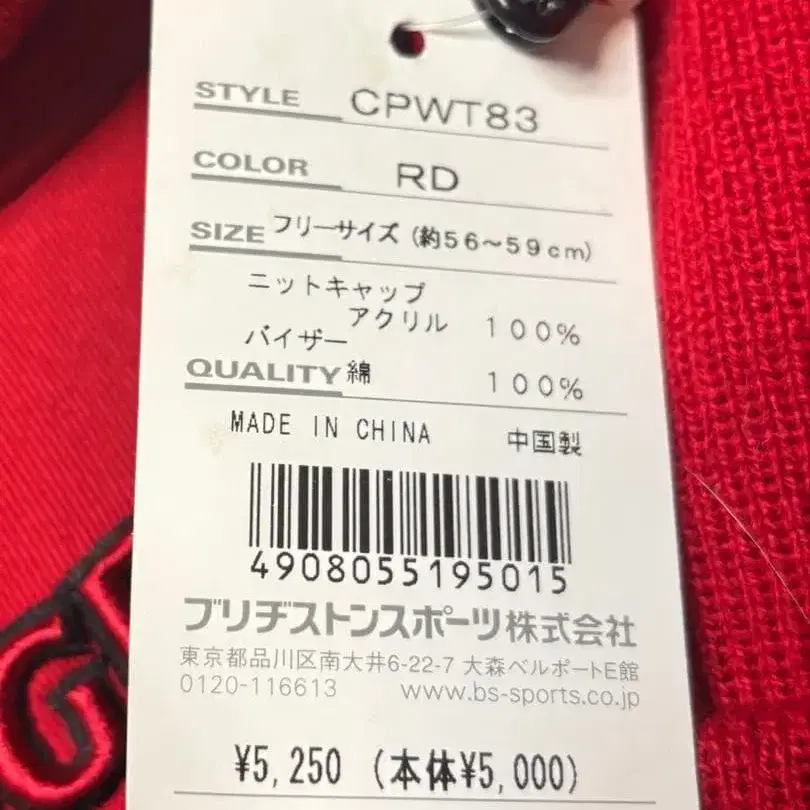 STYLE CPWT83
COLOR RD
SIZE フリーサイズ (約56~59cm)
ニットキャップ
アクリル 100%
バイザー
QUALITY 綿 100%
MADE IN CHINA 中国製
4908055195015
ブリヂストンスポーツ株式会社
東京都品川区南大井6-22-7 大森ベルポートE館
0120-116613 www.bs-sports.co.jp
¥5,250 (本体¥5,000)